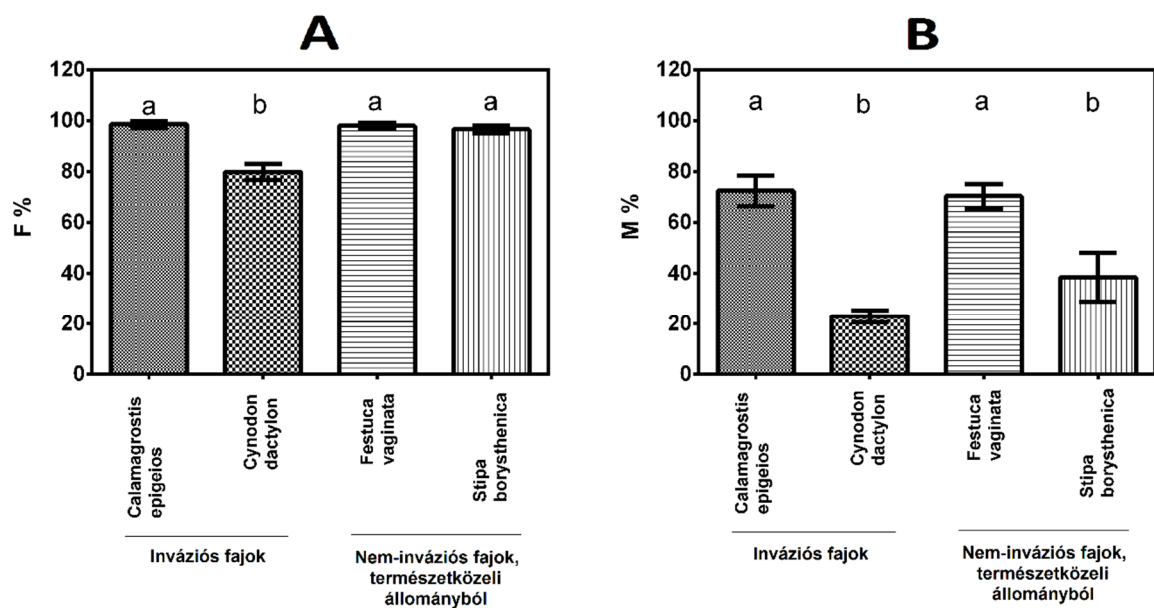 A
120
100
80
60
40
20
0
F %
a
b
a
a
Calamagrostis
epigeios
Cynodon
dactylon
Festuca
vaginata
Stipa
borysthenica
Inváziós fajok
Nem-inváziós fajok,
természetközeli
állományból
B
120
100
80
60
40
20
0
M %
a
b
a
b
Calamagrostis
epigeios
Cynodon
dactylon
Festuca
vaginata
Stipa
borysthenica
Inváziós fajok
Nem-inváziós fajok,
természetközeli
állományból